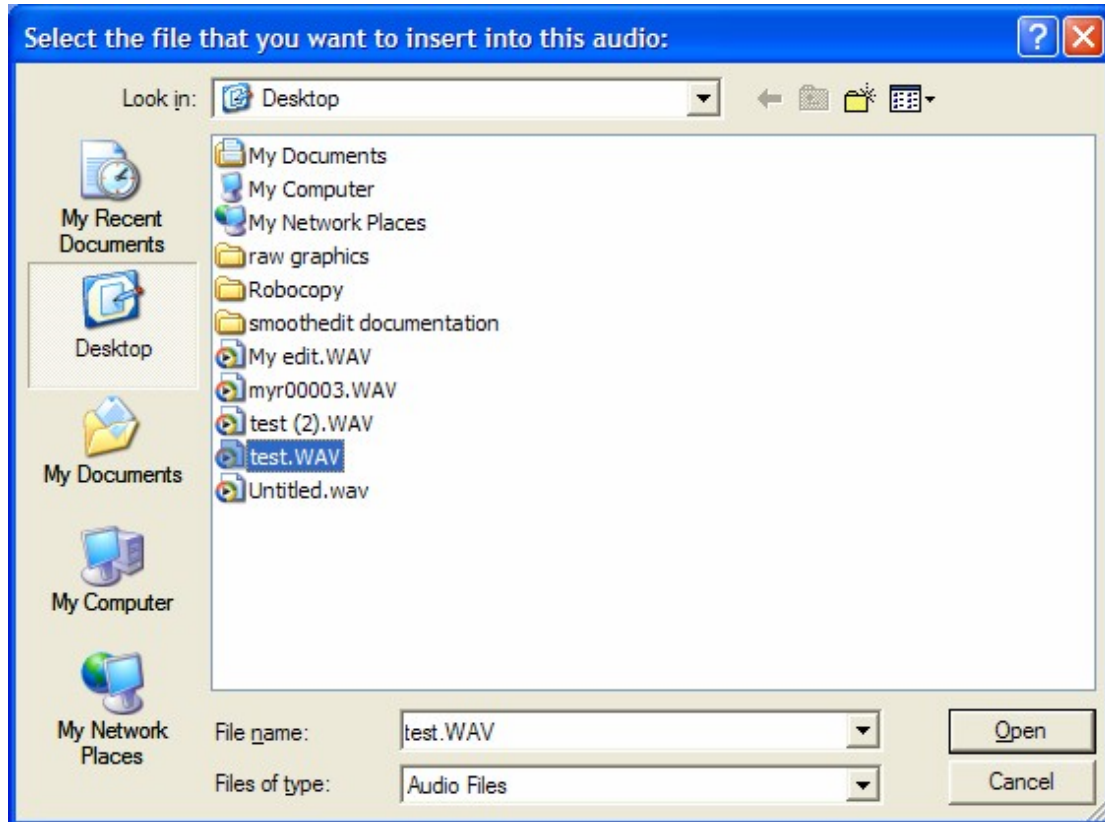 Select the file that you want to insert into this audio:
Look in: Desktop
My Recent
Documents
Desktop
My Documents
My Computer
My Network
Places
My Documents
My Computer
My Network Places
raw graphics
Robocopy
smoothedit documentation
My edit.WAV
myr00003.WAV
test (2).WAV
test.WAV
Untitled.wav
File name: test.WAV Open
Files of type: Audio Files Cancel